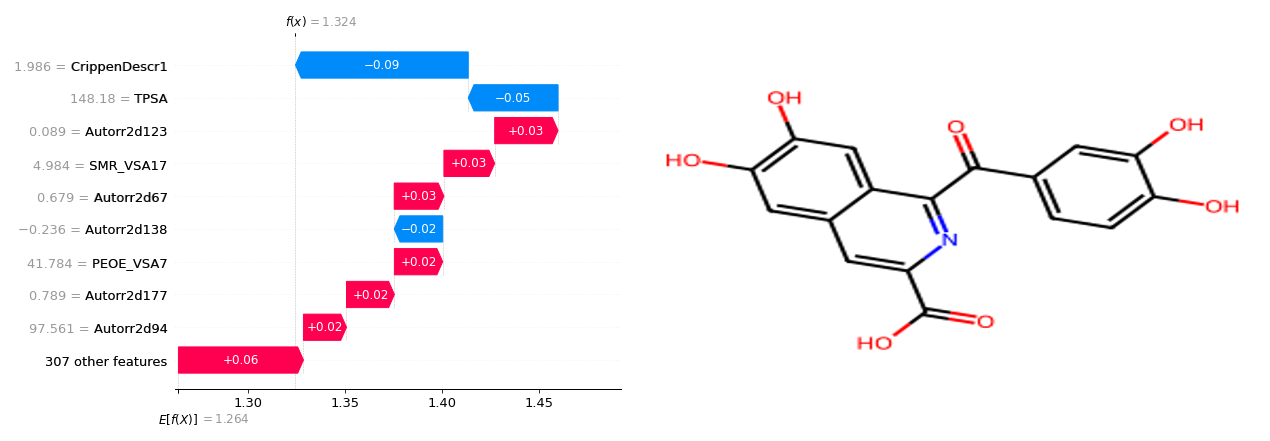 f(x) = 1.324
1.986 = CrippenDescr1
−0.09
148.18 = TPSA
−0.05
0.089 = Autorr2d123
+0.03
4.984 = SMR_VSA17
+0.03
0.679 = Autorr2d67
+0.03
−0.236 = Autorr2d138
−0.02
41.784 = PEOE_VSA7
+0.02
0.789 = Autorr2d177
+0.02
97.561 = Autorr2d94
+0.02
307 other features
+0.06
1.30 1.35 1.40 1.45
E[f(X)] = 1.264
OH
O
OH
HO
OH
N
O
HO